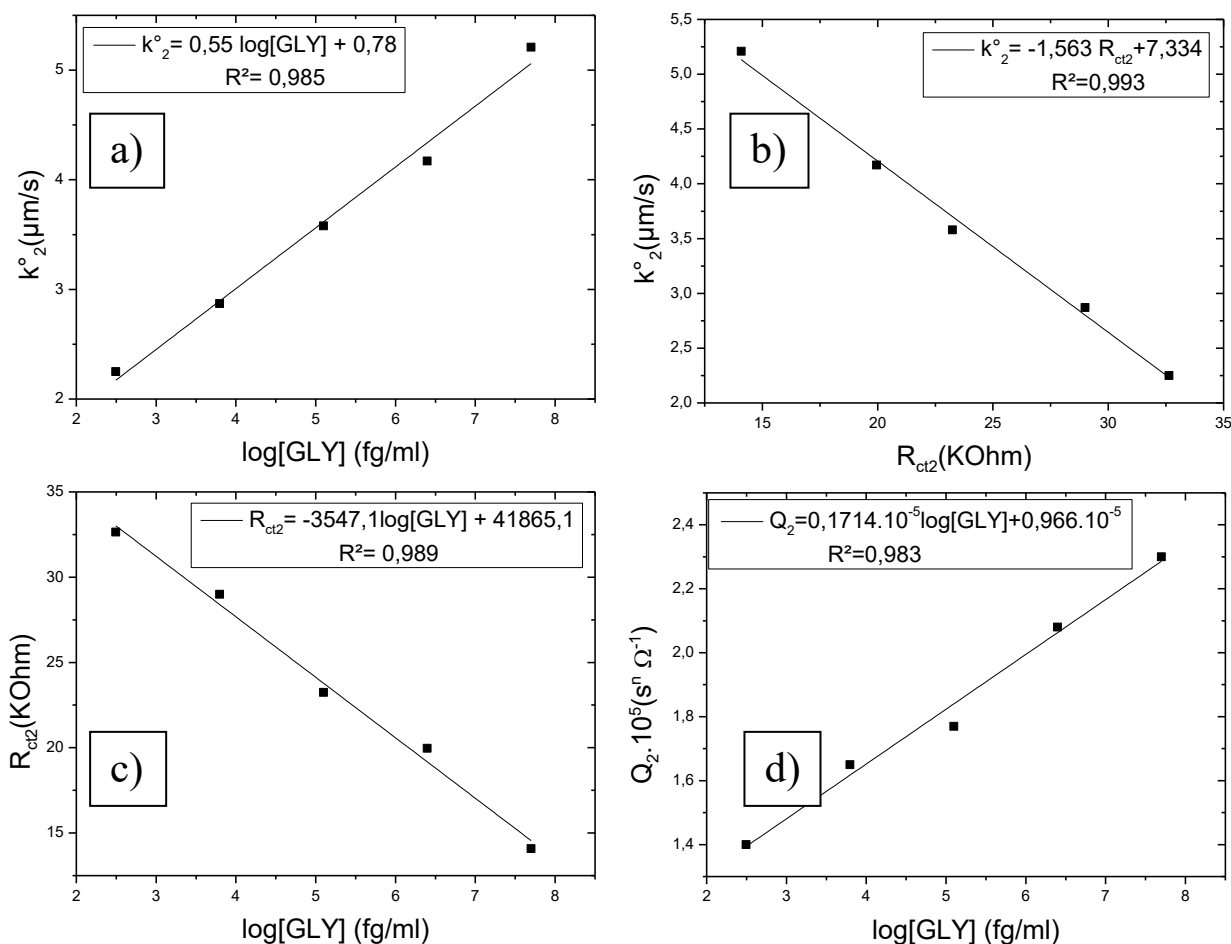 k°2= 0,55 log[GLY] + 0,78
R²= 0,985
a)
5
4
3
2
k°2(µm/s)
2 3 4 5 6 7 8
log[GLY] (fg/ml)
k°2= -1,563 Rct2+7,334
R²=0,993
b)
5,5
5,0
4,5
4,0
3,5
3,0
2,5
2,0
k°2(µm/s)
15 20 25 30 35
Rct2(KOhm)
Rct2= -3547,1log[GLY] + 41865,1
R²= 0,989
c)
35
30
25
20
15
Rct2(KOhm)
2 3 4 5 6 7 8
log[GLY] (fg/ml)
Q2=0,1714.10-5log[GLY]+0,966.10-5
R²=0,983
d)
2,4
2,2
2,0
1,8
1,6
1,4
Q2.10⁵(sⁿ Ω⁻¹)
2 3 4 5 6 7 8
log[GLY] (fg/ml)